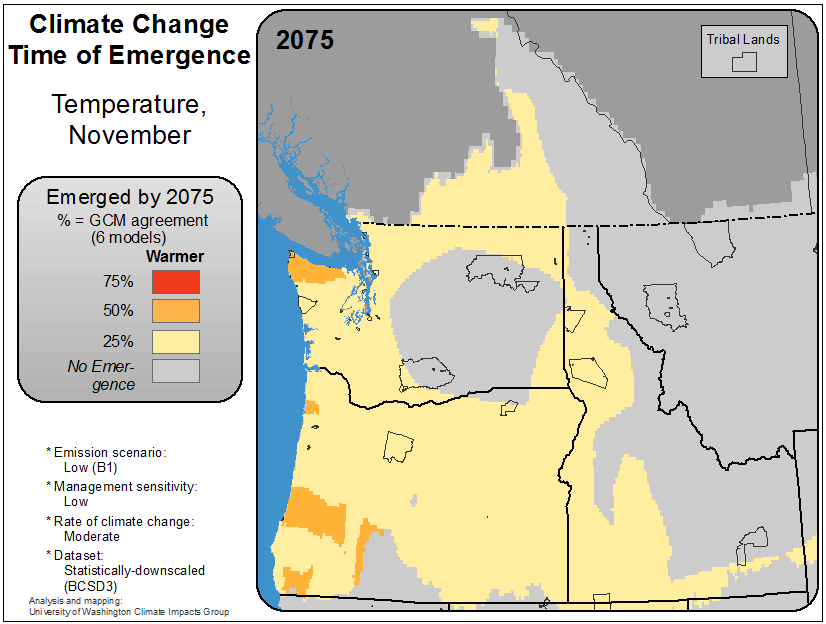 Climate Change
Time of Emergence
Temperature,
November
Emerged by 2075
% = GCM agreement
(6 models)
Warmer
75%
50%
25%
No Emer-
gence
* Emission scenario:
Low (B1)
* Management sensitivity:
Low
* Rate of climate change:
Moderate
* Dataset:
Statistically-downscaled
(BCSD3)
Analysis and mapping:
University of Washington Climate Impacts Group
2075
Tribal Lands